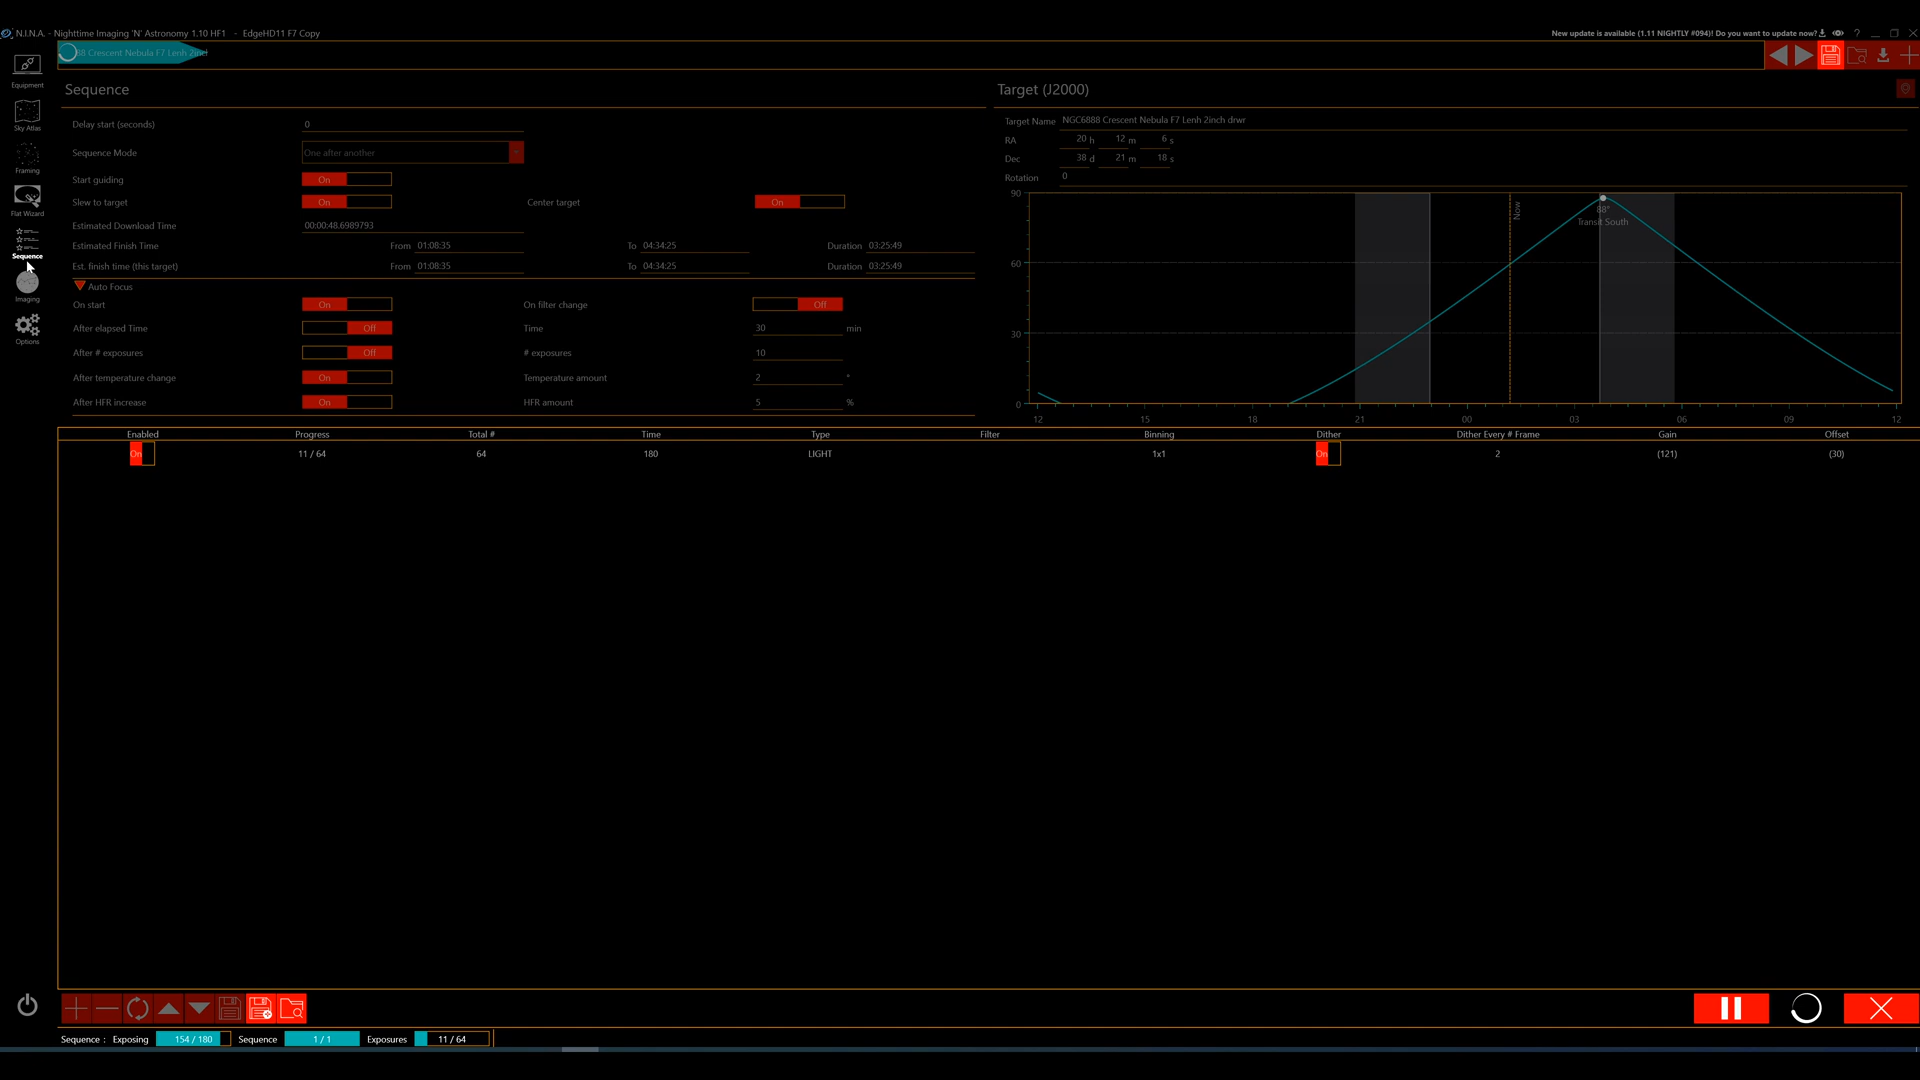 N.I.N.A. - Nighttime Imaging 'N' Astronomy 1.10 HF1 - EdgeHD11 F7 Copy
New update is available (1.11 NIGHTLY #094)! Do you want to update now?
88 Crescent Nebula F7 Lenh 2inch
Equipment
Sky Atlas
Framing
Flat Wizard
Sequence
Imaging
Options
Sequence
Delay start (seconds) 0
Sequence Mode One after another
Start guiding On
Slew to target On Center target On
Estimated Download Time 00:00:48.6989793
Estimated Finish Time From 01:08:35 To 04:34:25 Duration 03:25:49
Est. finish time (this target) From 01:08:35 To 04:34:25 Duration 03:25:49
Auto Focus
On start On On filter change Off
After elapsed Time Off Time 30 min
After # exposures Off # exposures 10
After temperature change On Temperature amount 2 °
After HFR increase On HFR amount 5 %
Target (J2000)
Target Name NGC6888 Crescent Nebula F7 Lenh 2inch drwr
RA 20 h 12 m 6 s
Dec 38 d 21 m 18 s
Rotation 0
90
60
30
0
Now
88°
Transit South
12 15 18 21 00 03 06 09 12
Enabled Progress Total # Time Type Filter Binning Dither Dither Every # Frame Gain Offset
On 11 / 64 64 180 LIGHT 1x1 On 2 (121) (30)
Sequence : Exposing 154 / 180 Sequence 1 / 1 Exposures 11 / 64